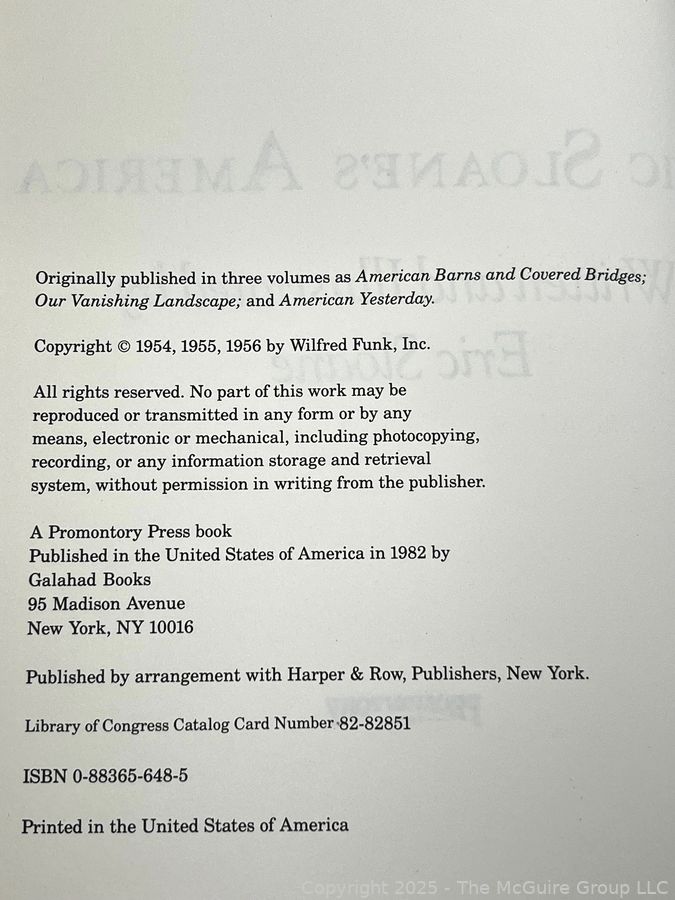 Originally published in three volumes as American Barns and Covered Bridges;
Our Vanishing Landscape; and American Yesterday.
Copyright © 1954, 1955, 1956 by Wilfred Funk, Inc.
All rights reserved. No part of this work may be
reproduced or transmitted in any form or by any
means, electronic or mechanical, including photocopying,
recording, or any information storage and retrieval
system, without permission in writing from the publisher.
A Promontory Press book
Published in the United States of America in 1982 by
Galahad Books
95 Madison Avenue
New York, NY 10016
Published by arrangement with Harper & Row, Publishers, New York.
Library of Congress Catalog Card Number 82-82851
ISBN 0-88365-648-5
Printed in the United States of America
Copyright 2025 - The McGuire Group LLC